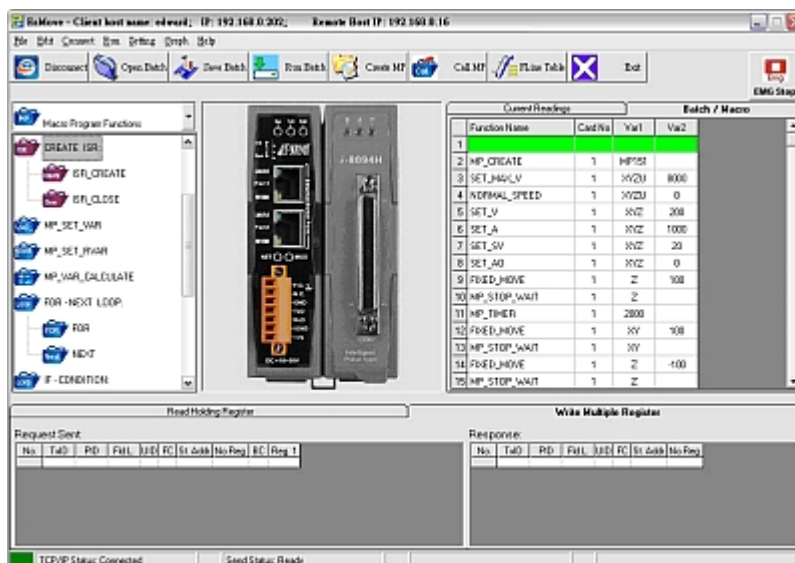 EzMove - Client host name: edward; IP: 192.168.0.202; Remote Host IP: 192.168.0.16
File Edit Connect Run Setting Graph Help
Disconnect Open Batch Save Batch Run Batch Create MP Call MP FLine Table Exit
EMG Stop
Macro Program Functions
CREATE ISR:
ISR_CREATE
ISR_CLOSE
MP_SET_VAR
MP_SET_RVAR
MP_VAR_CALCULATE
FOR - NEXT LOOP:
FOR
NEXT
IF - CONDITION:
i-8094H
Current Readings Batch / Macro
Function Name Card No Var1 Var2
1
2 MP_CREATE 1 MP151
3 SET_MAX_V 1 XYZU 8000
4 NORMAL_SPEED 1 XYZU 0
5 SET_V 1 XYZ 200
6 SET_A 1 XYZ 1000
7 SET_SV 1 XYZ 20
8 SET_AO 1 XYZ 0
9 FIXED_MOVE 1 Z 100
10 MP_STOP_WAIT 1 Z
11 MP_TIMER 1 2000
12 FIXED_MOVE 1 XY 100
13 MP_STOP_WAIT 1 XY
14 FIXED_MOVE 1 Z -100
15 MP_STOP_WAIT 1 Z
Read Holding Register Write Multiple Register
Request Sent:
No. TxID PID Fld L. UID FC St. Addr No Reg BC Reg 1
Response:
No. TxID PID Fld L. UID FC St. Addr No Reg
TCP/IP Status: Connected Send Status: Ready